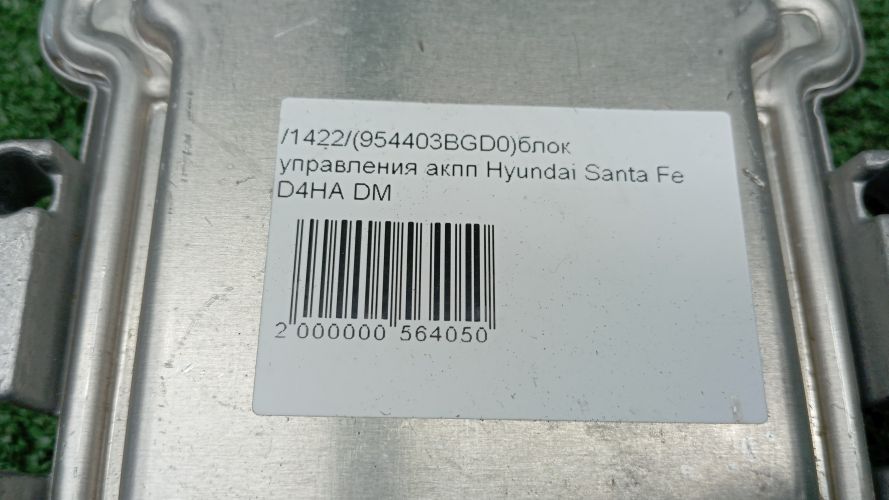 /1422/(954403BGD0)блок
управления акпп Hyundai Santa Fe
D4HA DM
2 000000 564050